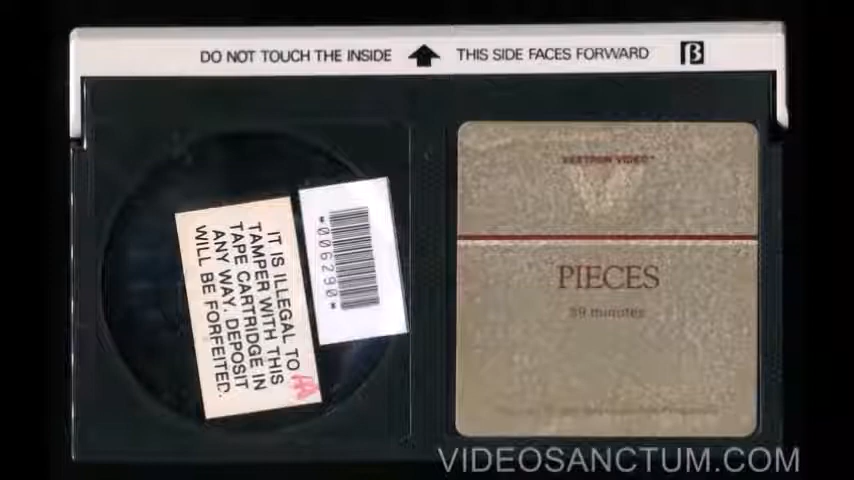 DO NOT TOUCH THE INSIDE
THIS SIDE FACES FORWARD
β
IT IS ILLEGAL TO
TAMPER WITH THIS
TAPE CARTRIDGE IN
ANY WAY. DEPOSIT
WILL BE FORFEITED.
*006290*
VESTRON VIDEO
PIECES
89 minutes
VIDEOSANCTUM.COM